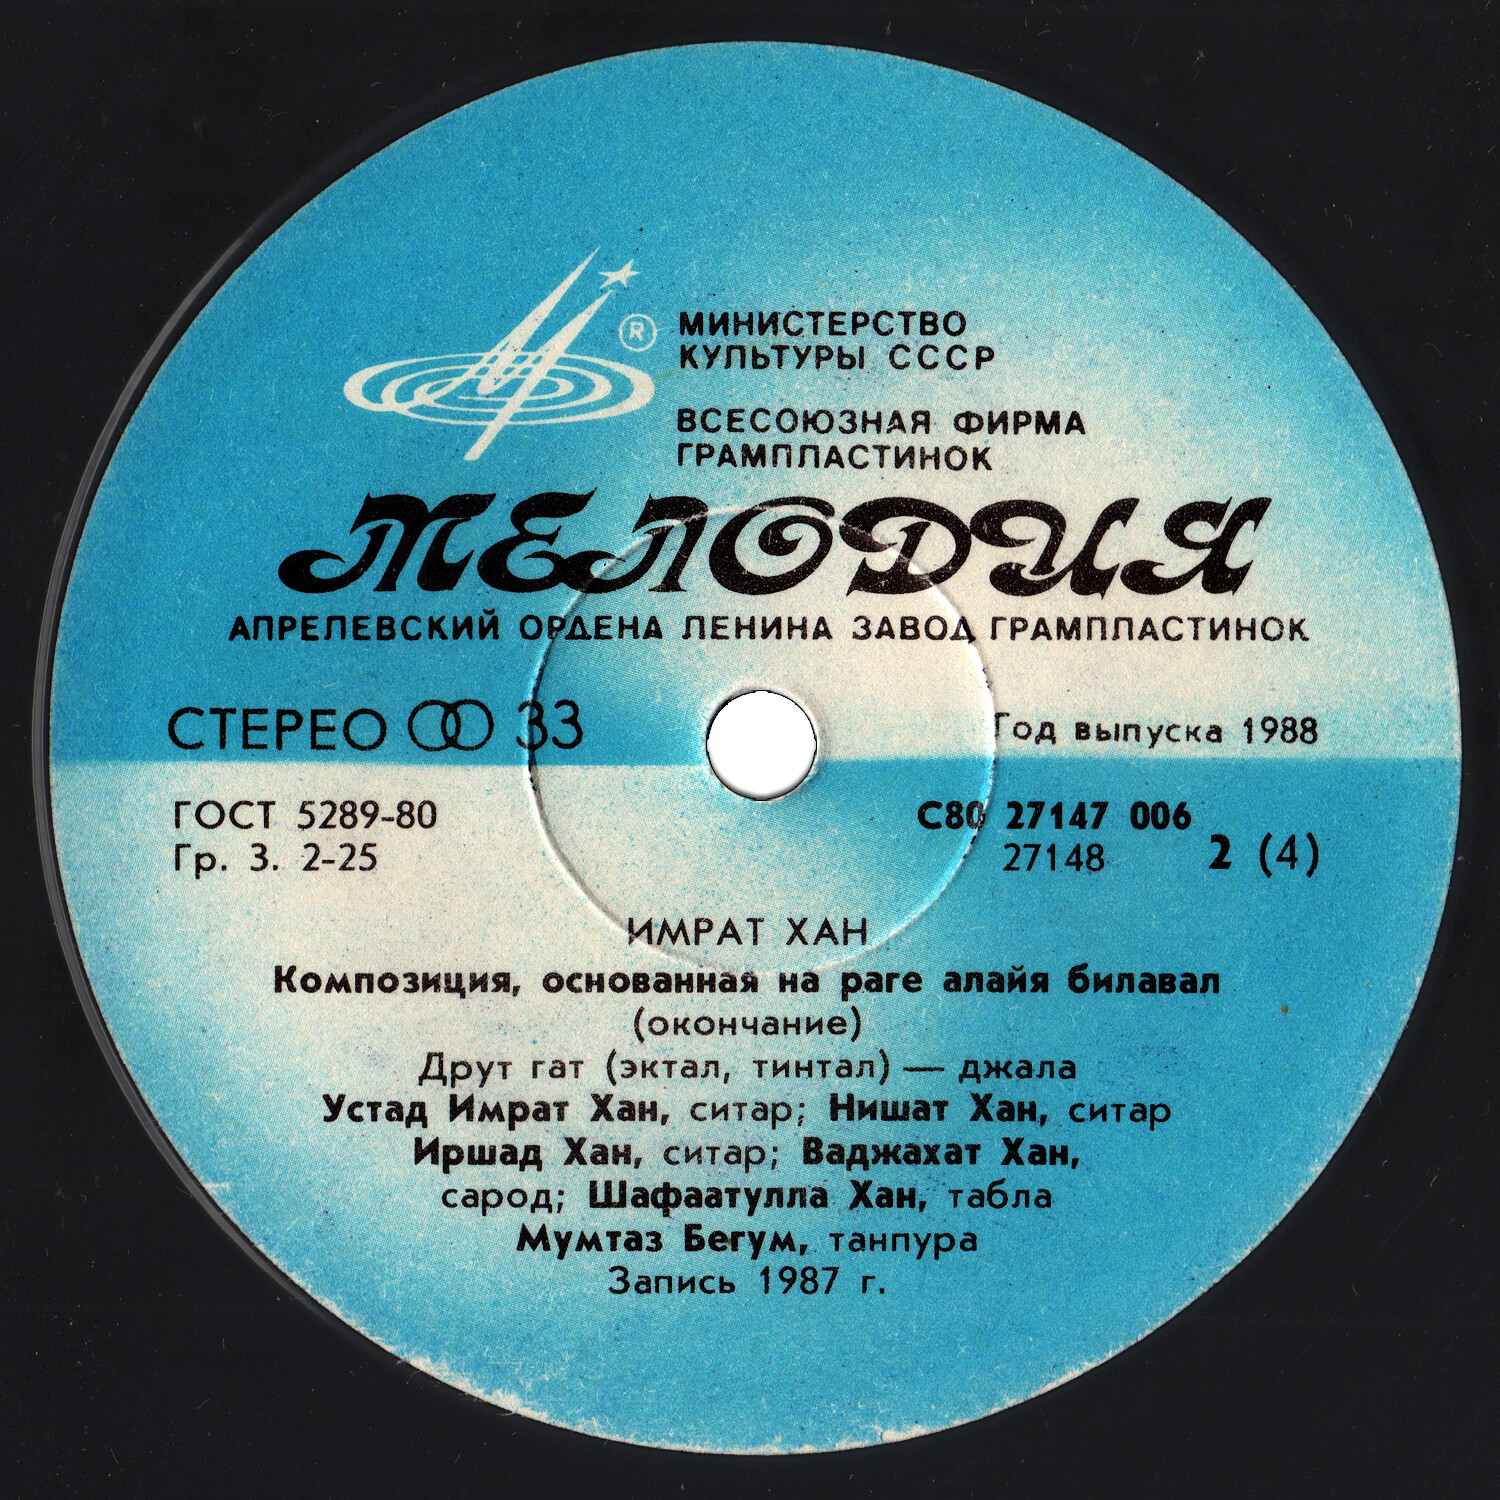 ®
МИНИСТЕРСТВО
КУЛЬТУРЫ СССР
ВСЕСОЮЗНАЯ ФИРМА
ГРАМПЛАСТИНОК
МЕЛОДИЯ
АПРЕЛЕВСКИЙ ОРДЕНА ЛЕНИНА ЗАВОД ГРАМПЛАСТИНОК
СТЕРЕО 33
Год выпуска 1988
ГОСТ 5289-80
Гр. 3. 2-25
С80 27147 006
27148 2 (4)
ИМРАТ ХАН
Композиция, основанная на раге алайя билавал
(окончание)
Друт гат (эктал, тинтал) — джала
Устад Имрат Хан, ситар; Нишат Хан, ситар
Иршад Хан, ситар; Ваджахат Хан,
сарод; Шафаатулла Хан, табла
Мумтаз Бегум, танпура
Запись 1987 г.